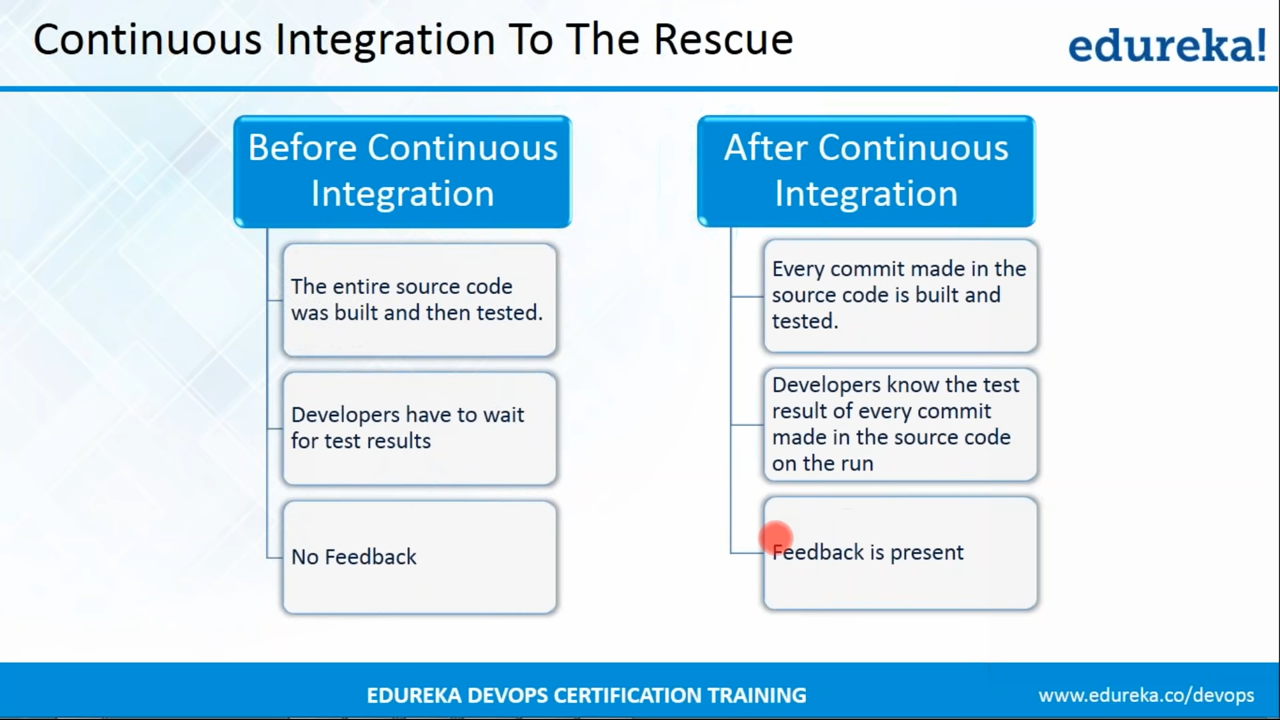 Continuous Integration To The Rescue
edureka!
Before Continuous
Integration
The entire source code
was built and then tested.
Developers have to wait
for test results
No Feedback
After Continuous
Integration
Every commit made in the
source code is built and
tested.
Developers know the test
result of every commit
made in the source code
on the run
Feedback is present
EDUREKA DEVOPS CERTIFICATION TRAINING
www.edureka.co/devops